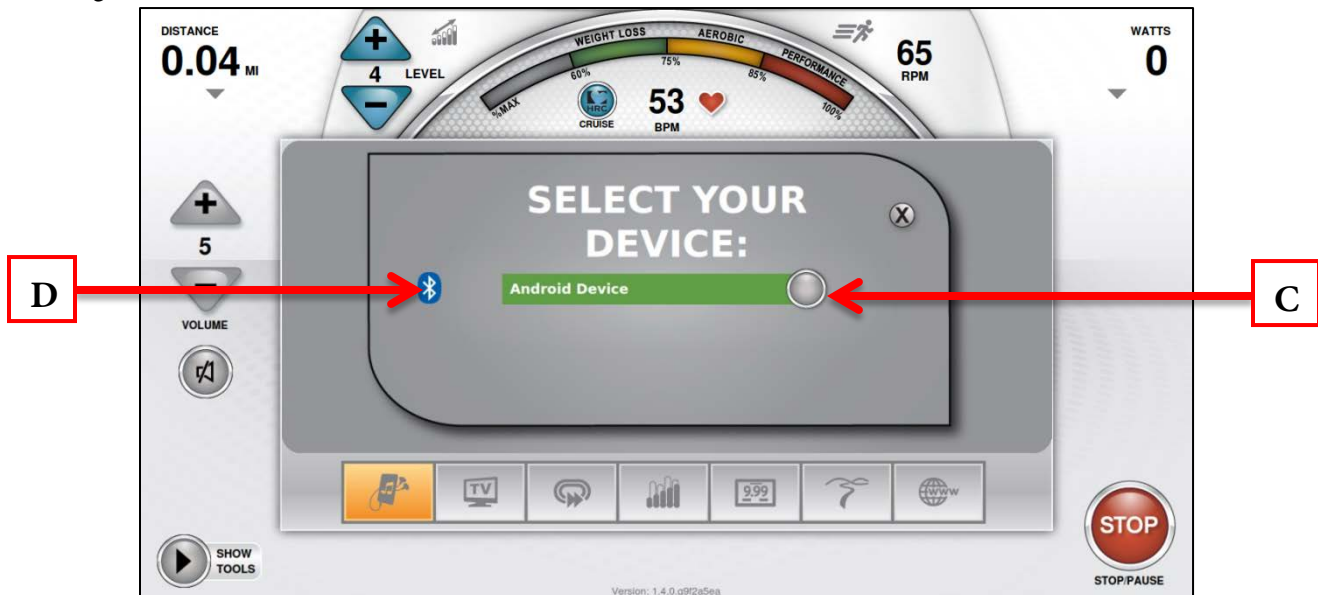 DISTANCE
0.04 MI
4 LEVEL
%MAX
60%
WEIGHT LOSS
75%
AEROBIC
85%
PERFORMANCE
100%
HRC
CRUISE
53
BPM
65
RPM
WATTS
0
5
VOLUME
SELECT YOUR
DEVICE:
X
Android Device
D
C
TV
9.99
www
SHOW
TOOLS
STOP
STOP/PAUSE
Version: 1.4.0.g9f2a5ea